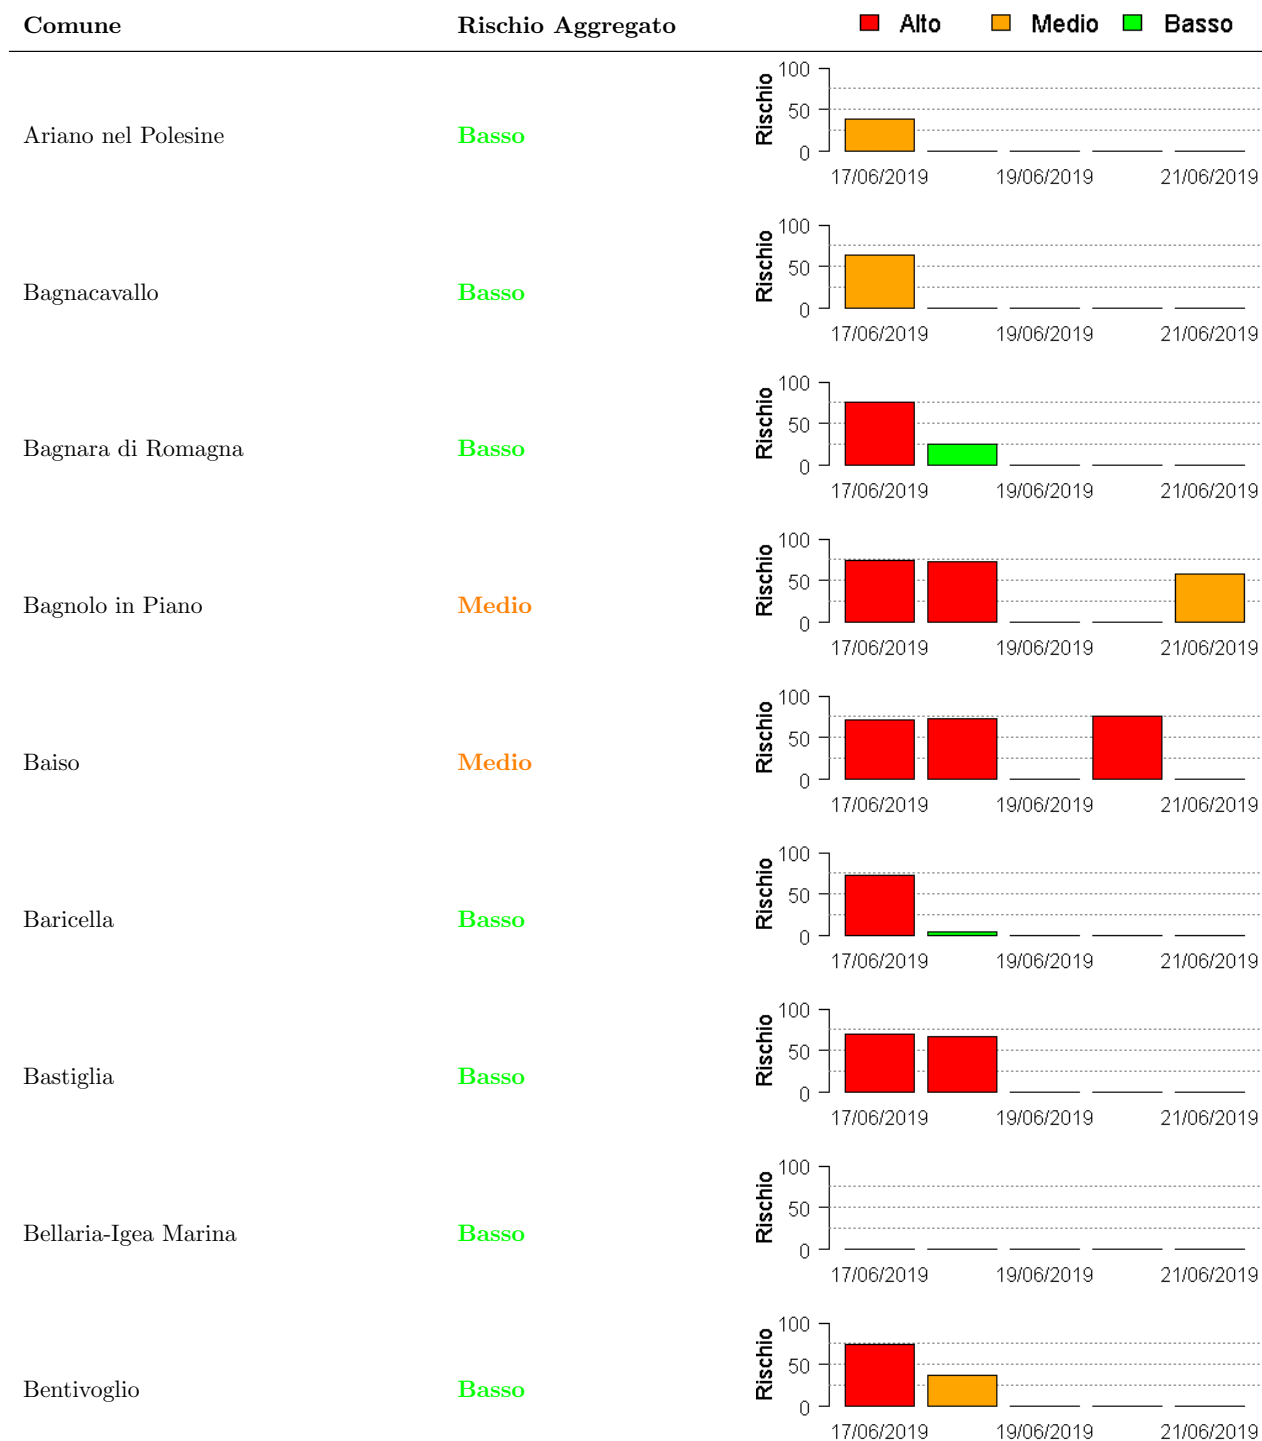 Comune Rischio Aggregato Alto Medio Basso
100
50
0
Rischio
Ariano nel Polesine Basso
17/06/2019 19/06/2019 21/06/2019
100
50
0
Rischio
Bagnacavallo Basso
17/06/2019 19/06/2019 21/06/2019
100
50
0
Rischio
Bagnara di Romagna Basso
17/06/2019 19/06/2019 21/06/2019
100
50
0
Rischio
Bagnolo in Piano Medio
17/06/2019 19/06/2019 21/06/2019
100
50
0
Rischio
Baiso Medio
17/06/2019 19/06/2019 21/06/2019
100
50
0
Rischio
Baricella Basso
17/06/2019 19/06/2019 21/06/2019
100
50
0
Rischio
Bastiglia Basso
17/06/2019 19/06/2019 21/06/2019
100
50
0
Rischio
Bellaria-Igea Marina Basso
17/06/2019 19/06/2019 21/06/2019
100
50
0
Rischio
Bentivoglio Basso
17/06/2019 19/06/2019 21/06/2019